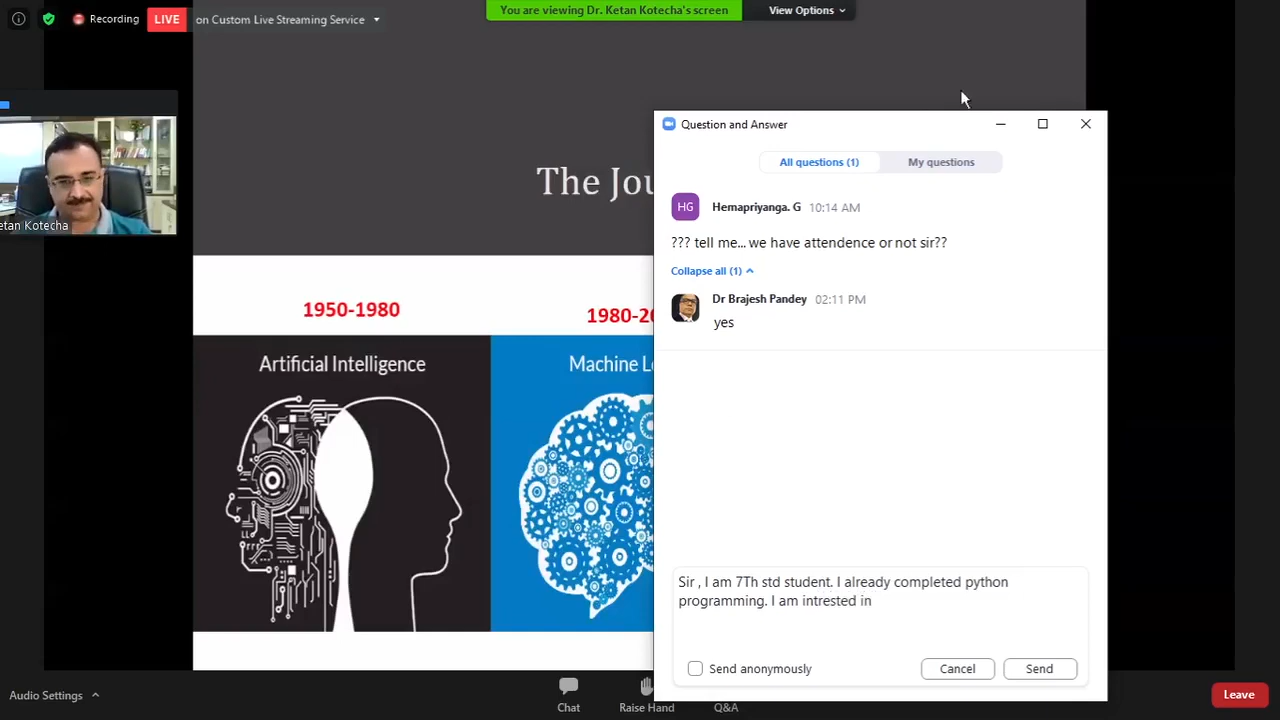 Recording
LIVE
on Custom Live Streaming Service
You are viewing Dr. Ketan Kotecha's screen
View Options
etan Kotecha
The Jou
1950-1980
1980-20
Artificial Intelligence
Machine Le
Question and Answer
All questions (1)
My questions
HG
Hemapriyanga. G 10:14 AM
??? tell me... we have attendence or not sir??
Collapse all (1)
Dr Brajesh Pandey 02:11 PM
yes
Sir , I am 7Th std student. I already completed python
programming. I am intrested in
Send anonymously
Cancel
Send
Audio Settings
Chat
Raise Hand
Q&A
Leave